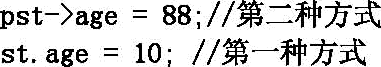 pst->age = 88;//第二种方式
st.age = 10; //第一种方式